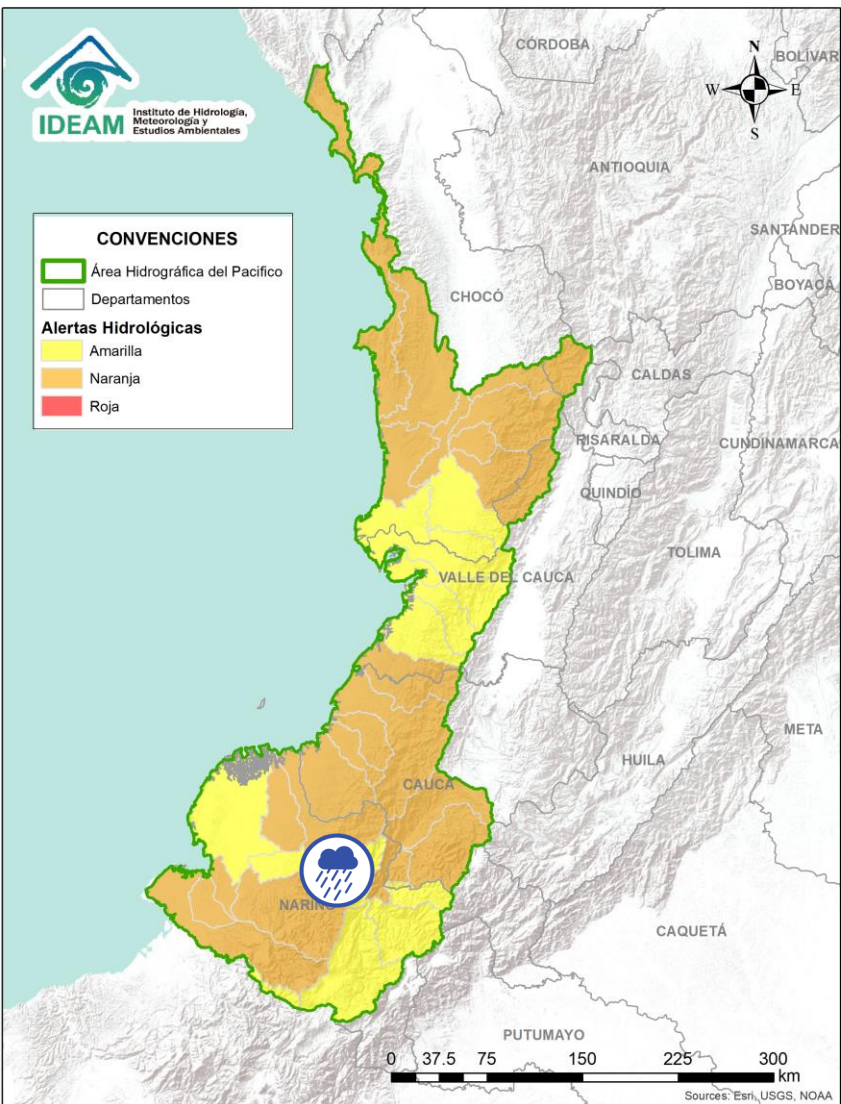 IDEAM
Instituto de Hidrología,
Meteorología y
Estudios Ambientales
CÓRDOBA
BOLÍVAR
N
W
E
S
ANTIOQUIA
SANTANDER
BOYACÁ
CONVENCIONES
Área Hidrográfica del Pacifico
Departamentos
Alertas Hidrológicas
Amarilla
Naranja
Roja
CHOCÓ
CALDAS
RISARALDA
CUNDINAMARCA
QUINDÍO
TOLIMA
VALLE DEL CAUCA
META
HUILA
CAUCA
NARIÑO
CAQUETÁ
PUTUMAYO
0 37.5 75 150 225 300
km
Sources: Esri, USGS, NOAA